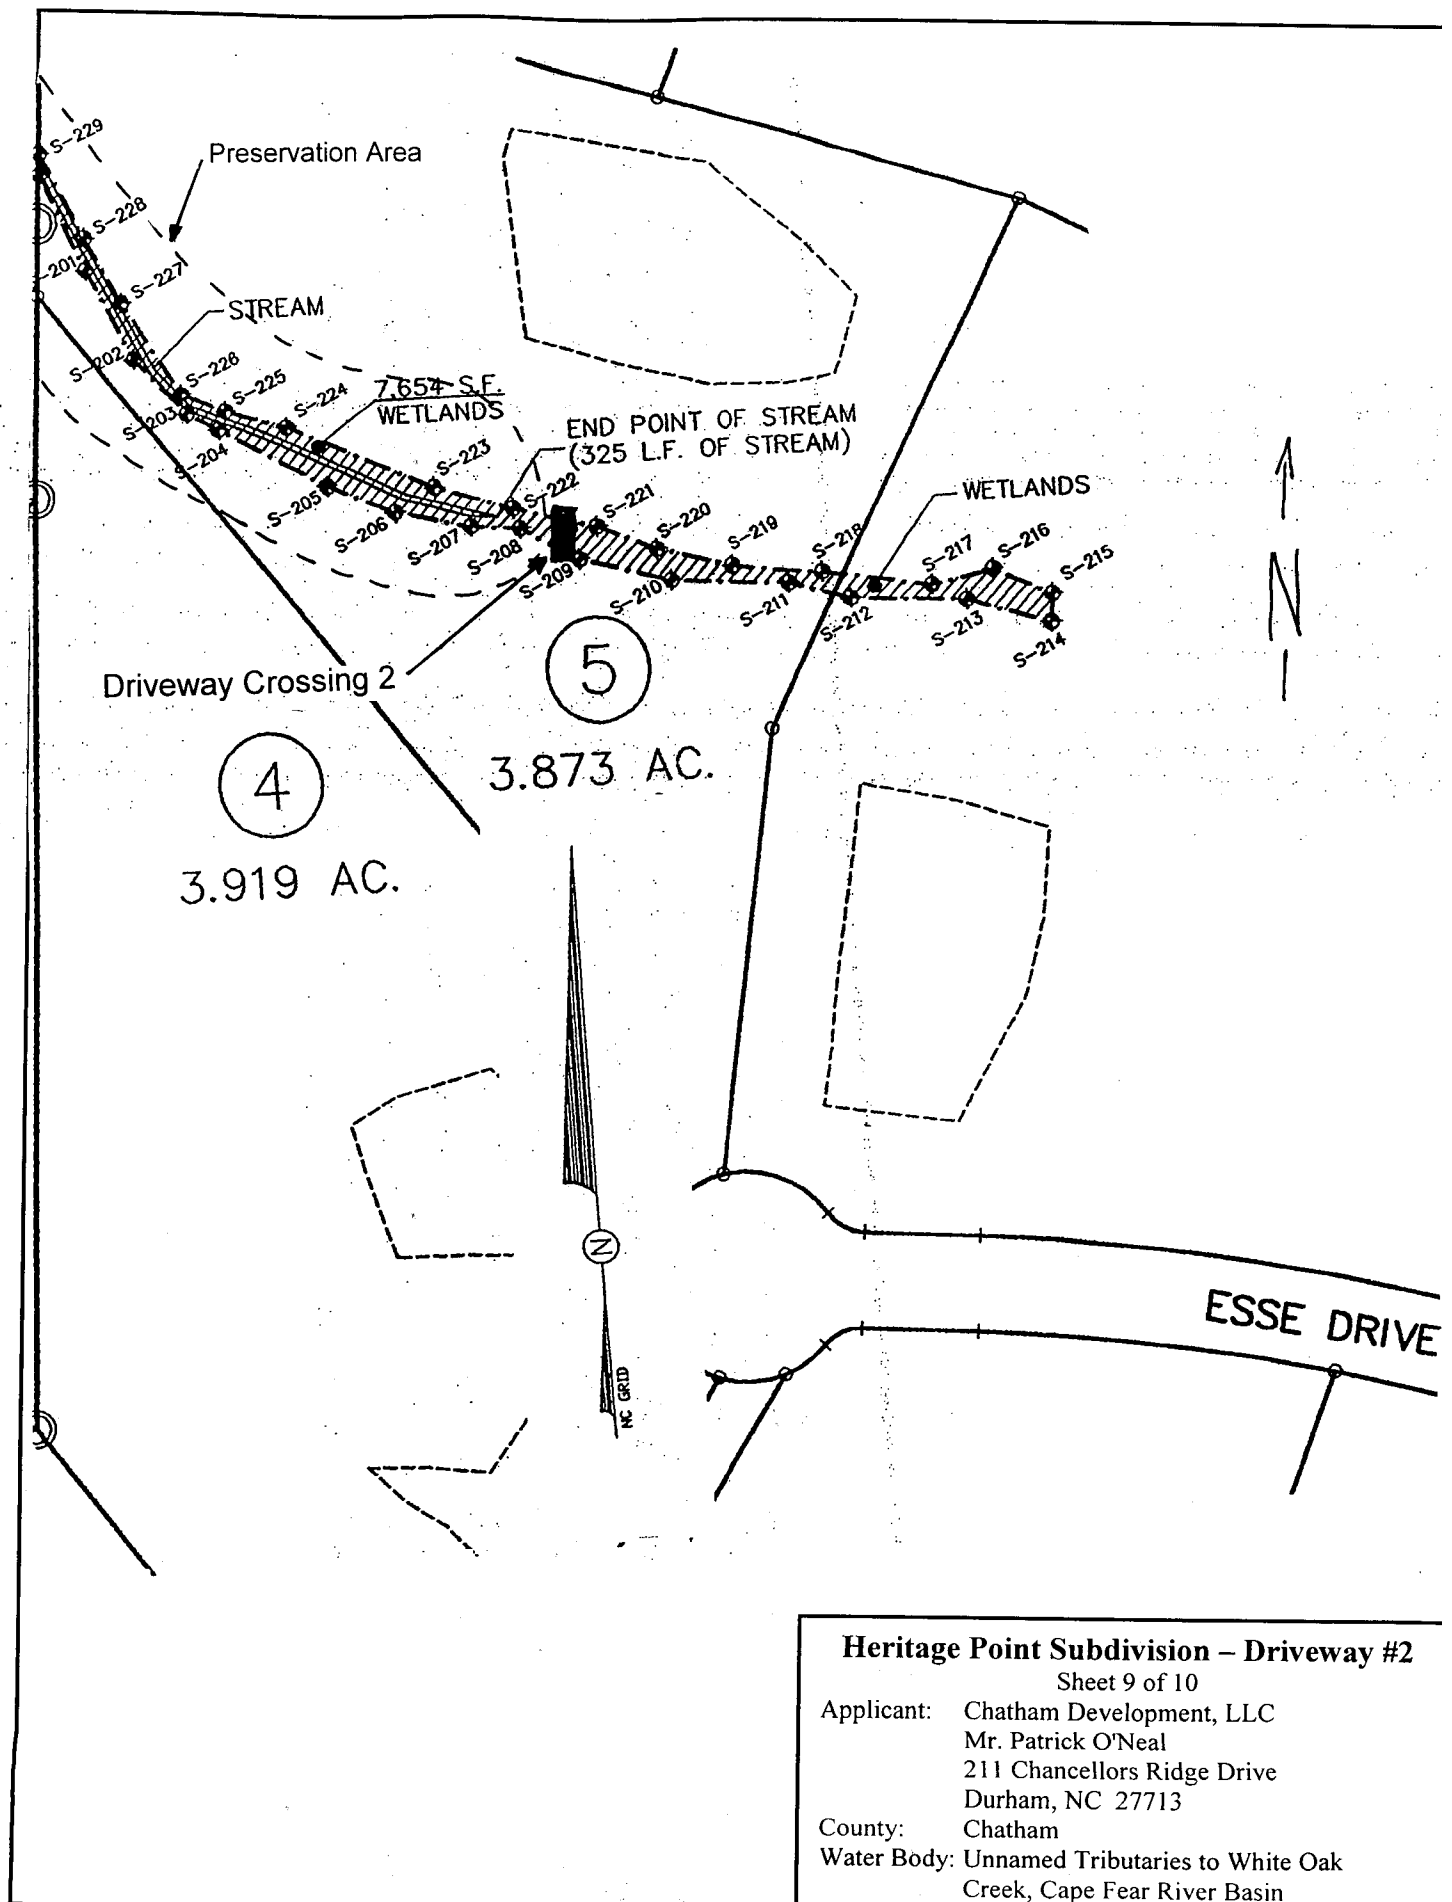 S-229
Preservation Area
S-228
S-201
S-227
STREAM
S-202
S-226
S-225
S-224
S-203
S-204
7,654 S.F.
WETLANDS
END POINT OF STREAM
(325 L.F. OF STREAM)
S-223
S-205
S-222
S-221
WETLANDS
S-206
S-220
S-207
S-219
S-208
S-218
S-217
S-216
S-209
S-215
S-210
S-211
S-212
S-213
S-214
N
Driveway Crossing 2
5
3.873 AC.
4
3.919 AC.
N
NC GRID
ESSE DRIVE
Heritage Point Subdivision – Driveway #2
Sheet 9 of 10
Applicant: Chatham Development, LLC
Mr. Patrick O'Neal
211 Chancellors Ridge Drive
Durham, NC 27713
County: Chatham
Water Body: Unnamed Tributaries to White Oak
Creek, Cape Fear River Basin